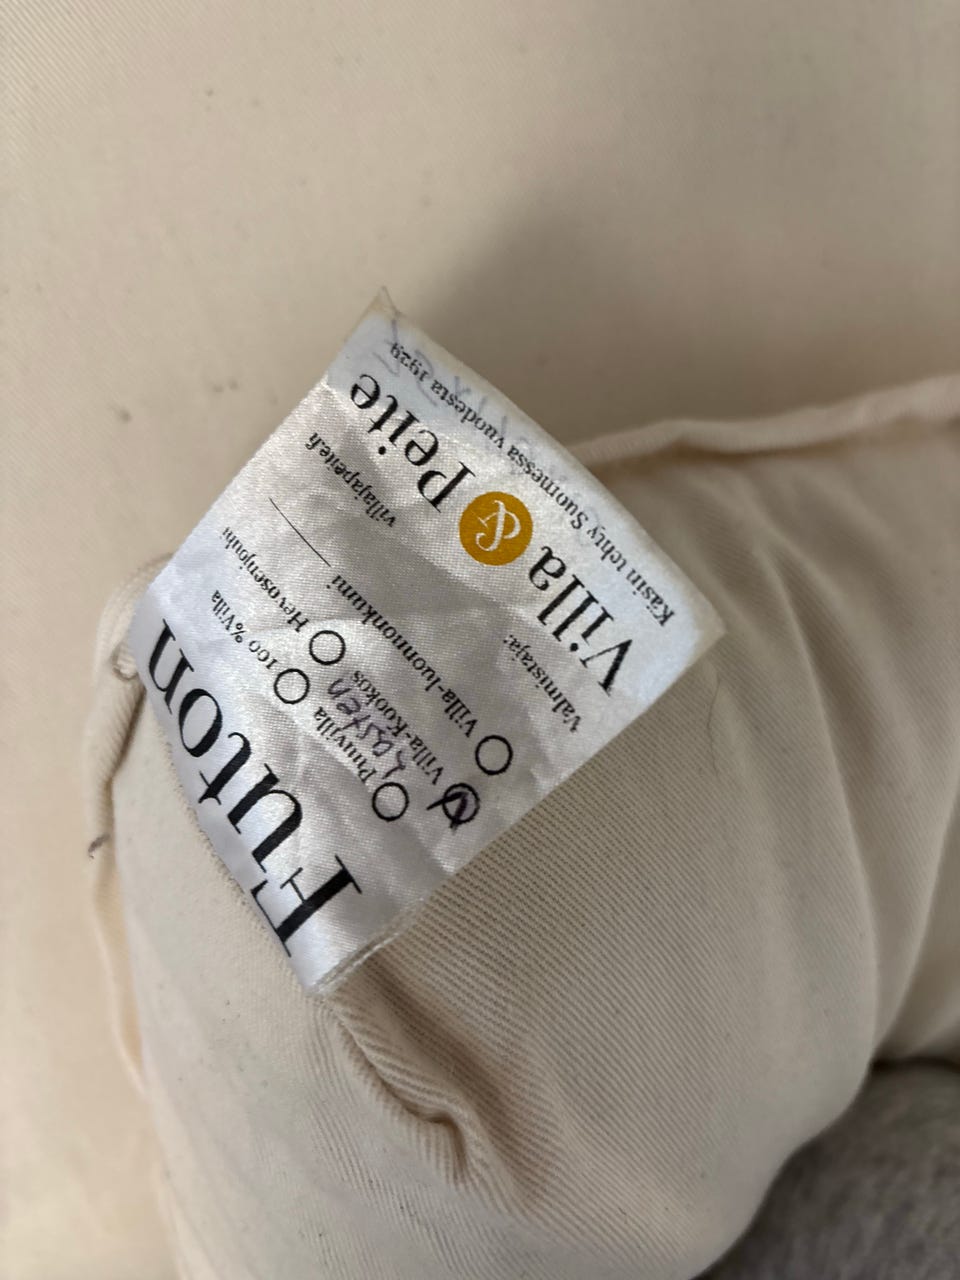 Futon
Puuvilla
100 % Villa
Lasten
Villa-Kookos
Hevosenjouhi
Villa-luonnonkumi
Valmistaja:
villajapeite.fi
Villa & Peite
Käsin tehty Suomessa vuodesta 1929